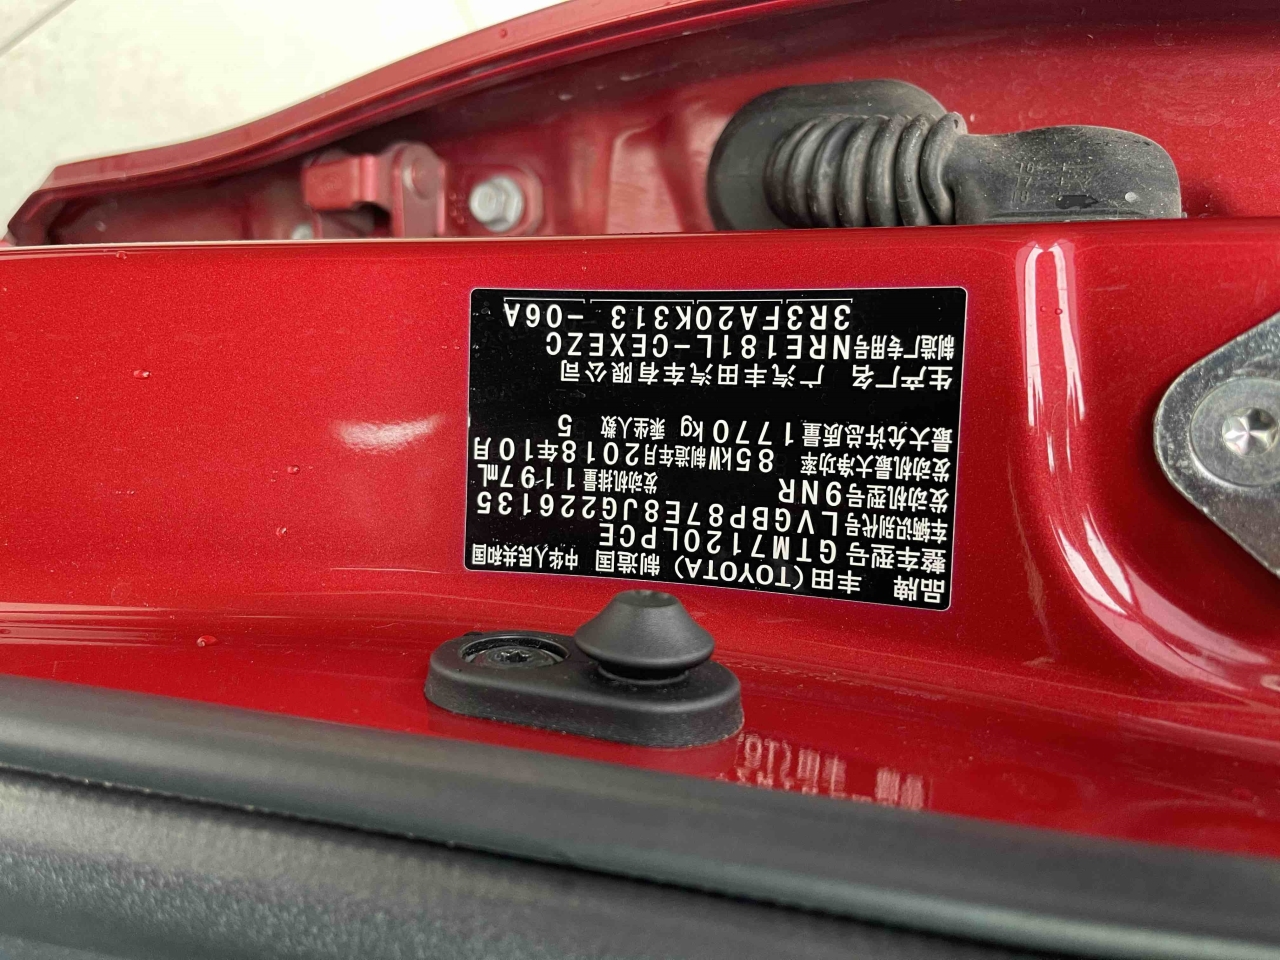 品牌 丰田(TOYOTA) 制造国 中华人民共和国
整车型号 GTM7120LPCE
车辆识别代号 LVGBP87E8JG226135
发动机型号 9NR 发动机排量 1197mL
发动机最大净功率 85kW 制造年月 2018年10月
最大允许总质量 1770kg 乘坐人数 5
生产厂名 广汽丰田汽车有限公司
制造厂专用号 NRE181L-CEXEZC
3R3FA20K313 -06A